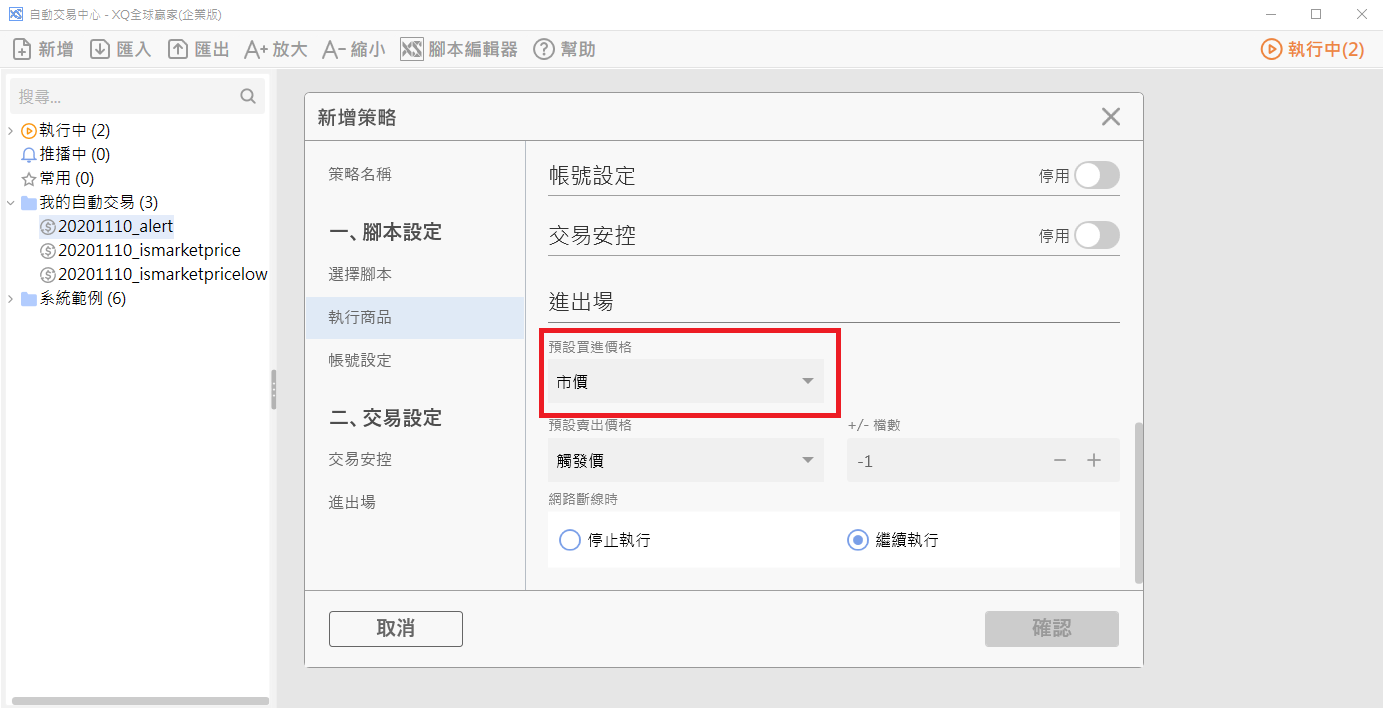 自動交易中心 - XQ全球贏家(企業版)
新增 匯入 匯出 A+ 放大 A- 縮小 XS 腳本編輯器 ? 幫助 執行中(2)
搜尋...
執行中 (2)
推播中 (0)
常用 (0)
我的自動交易 (3)
20201110_alert
20201110_ismarketprice
20201110_ismarketpricelow
系統範例 (6)
新增策略
策略名稱
一、腳本設定
選擇腳本
執行商品
帳號設定
二、交易設定
交易安控
進出場
帳號設定 停用
交易安控 停用
進出場
預設買進價格
市價
預設賣出價格 +/- 檔數
觸發價 -1 − +
網路斷線時
停止執行 繼續執行
取消 確認